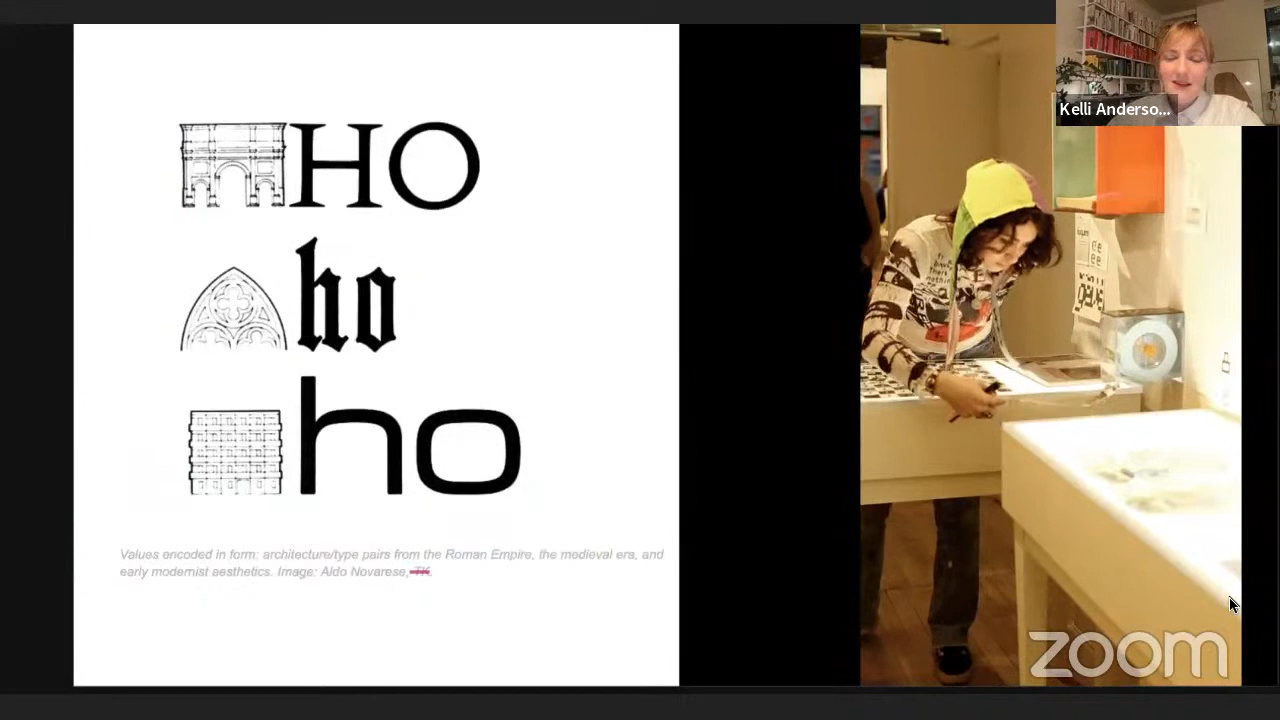 HO
ho
ho
Values encoded in form: architecture/type pairs from the Roman Empire, the medieval era, and
early modernist aesthetics. Image: Aldo Novarese, TK.
Kelli Anderso...
zoom